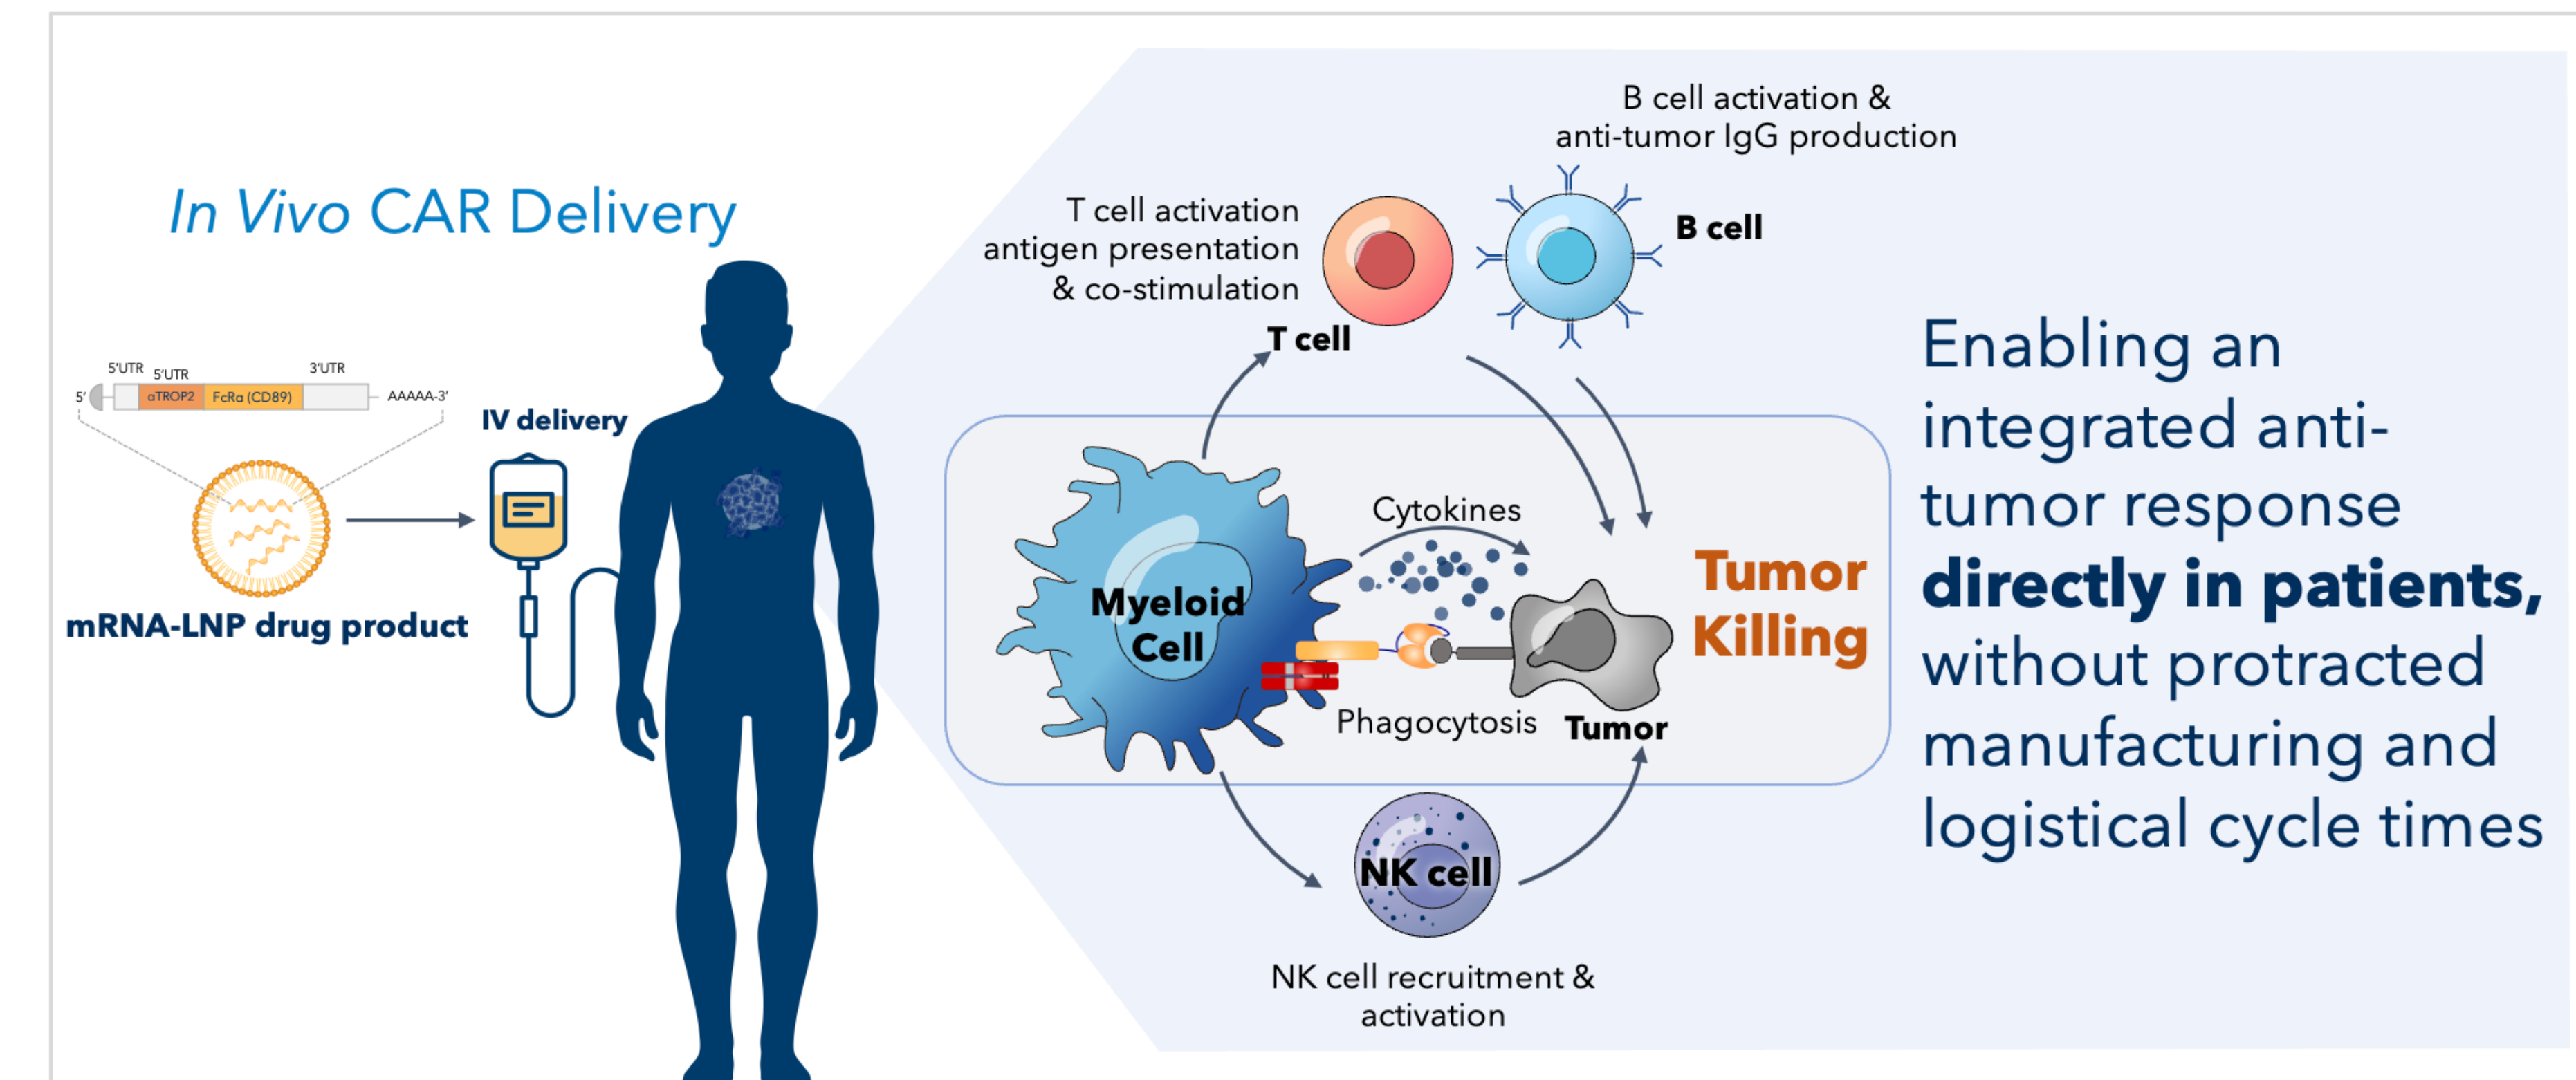 In Vivo CAR Delivery
5'UTR
5'UTR
3'UTR
5'
αTROP2
FcRα (CD89)
AAAAA-3'
IV delivery
mRNA-LNP drug product
B cell activation &
anti-tumor IgG production
T cell activation
antigen presentation
& co-stimulation
T cell
B cell
Cytokines
Myeloid
Cell
Tumor
Killing
Phagocytosis
Tumor
NK cell
NK cell recruitment &
activation
Enabling an
integrated anti-
tumor response
directly in patients,
without protracted
manufacturing and
logistical cycle times